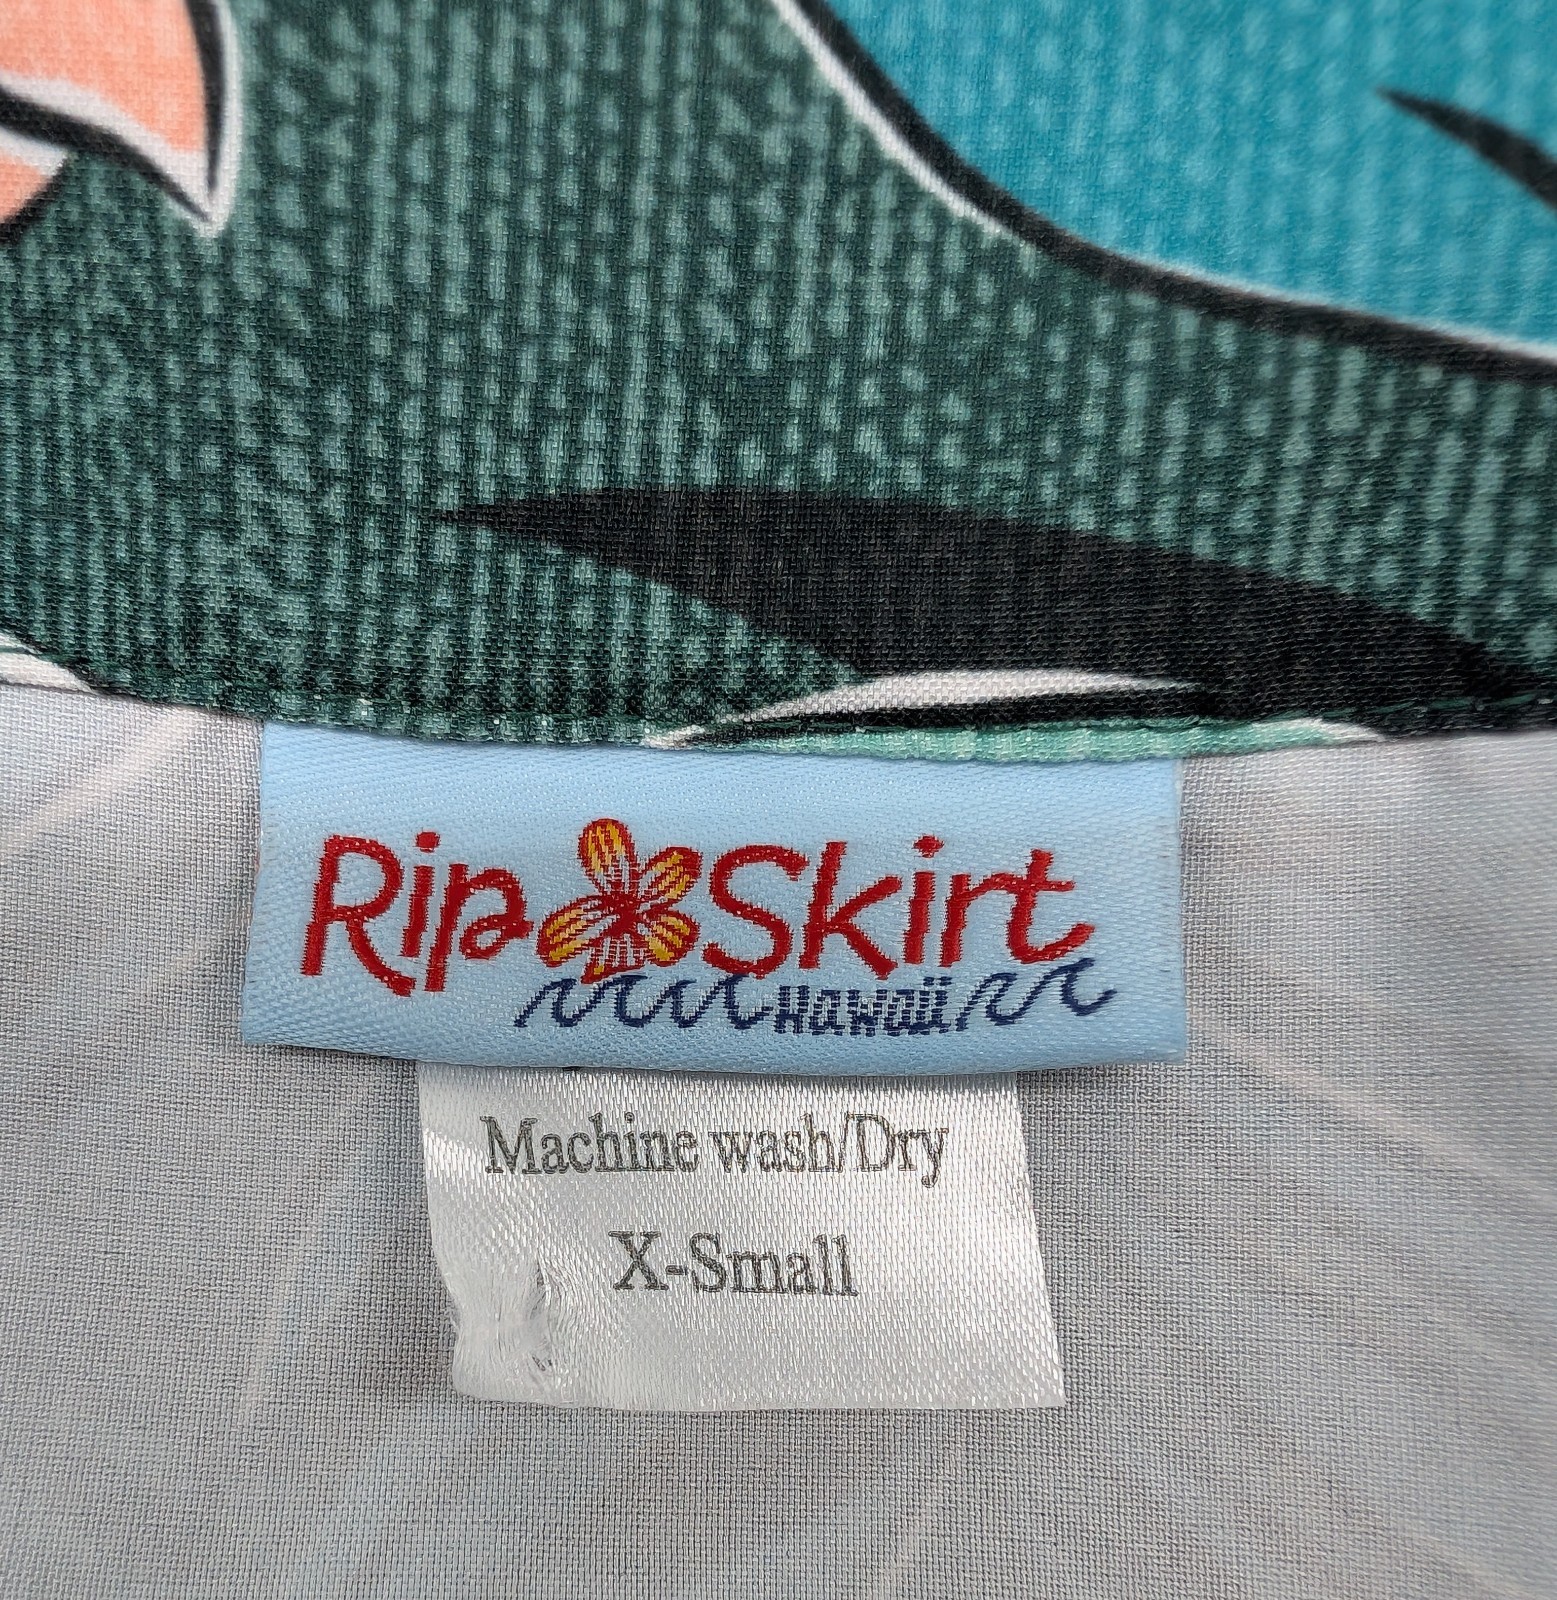 Rip Skirt
Hawaii
Machine wash/Dry
X-Small